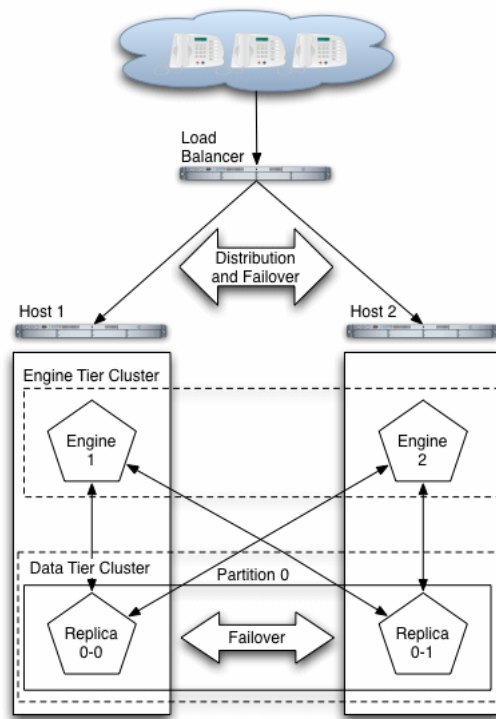 Load
Balancer
Distribution
and Failover
Host 1
Host 2
Engine Tier Cluster
Engine
1
Engine
2
Data Tier Cluster
Partition 0
Replica
0-0
Failover
Replica
0-1